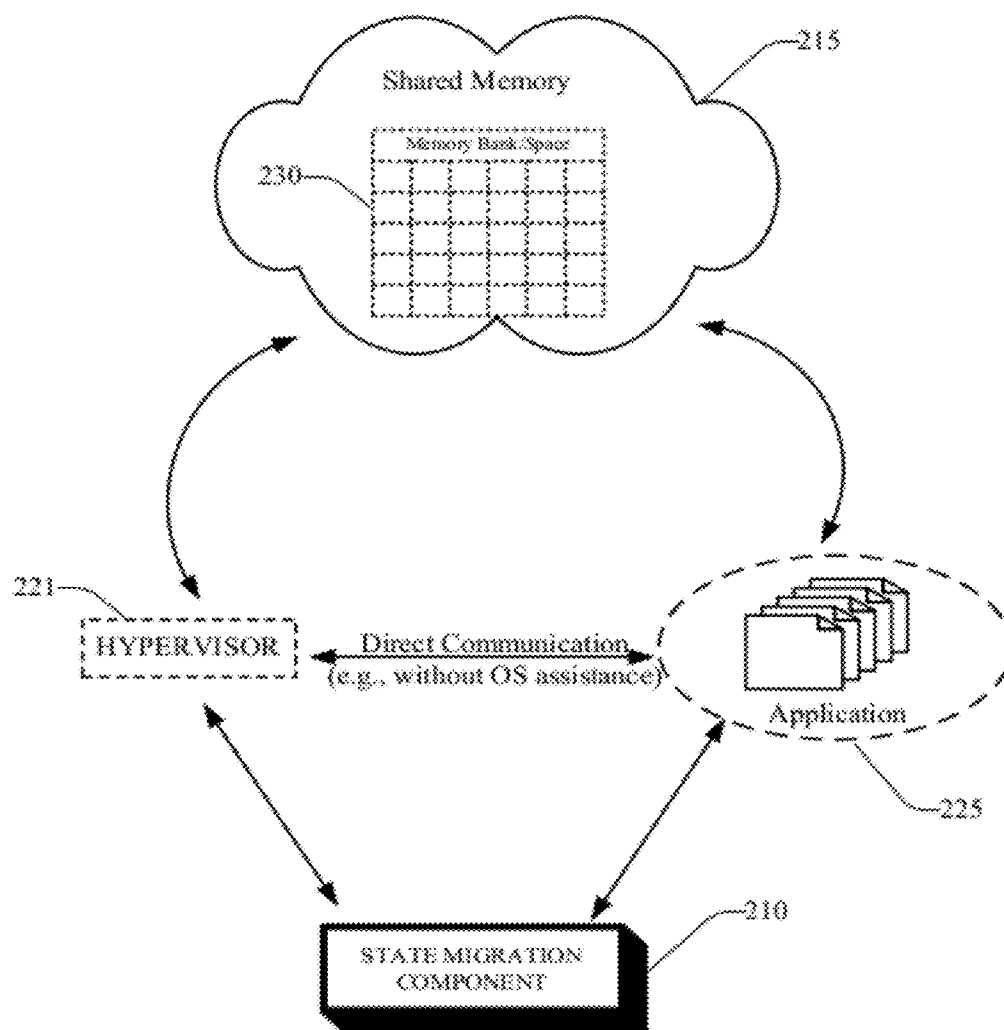 215
Shared Memory
Memory Bank/Space
230
221
HYPERVISOR
Direct Communication
(e.g., without OS assistance)
Application
225
210
STATE MIGRATION
COMPONENT